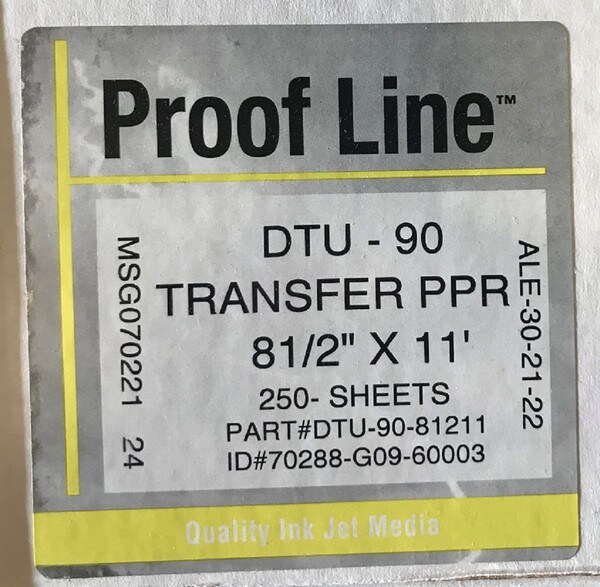 Proof Line™
DTU - 90
TRANSFER PPR
81/2" X 11'
250- SHEETS
PART#DTU-90-81211
ID#70288-G09-60003
MSG070221 24
ALE-30-21-22
Quality Ink Jet Media